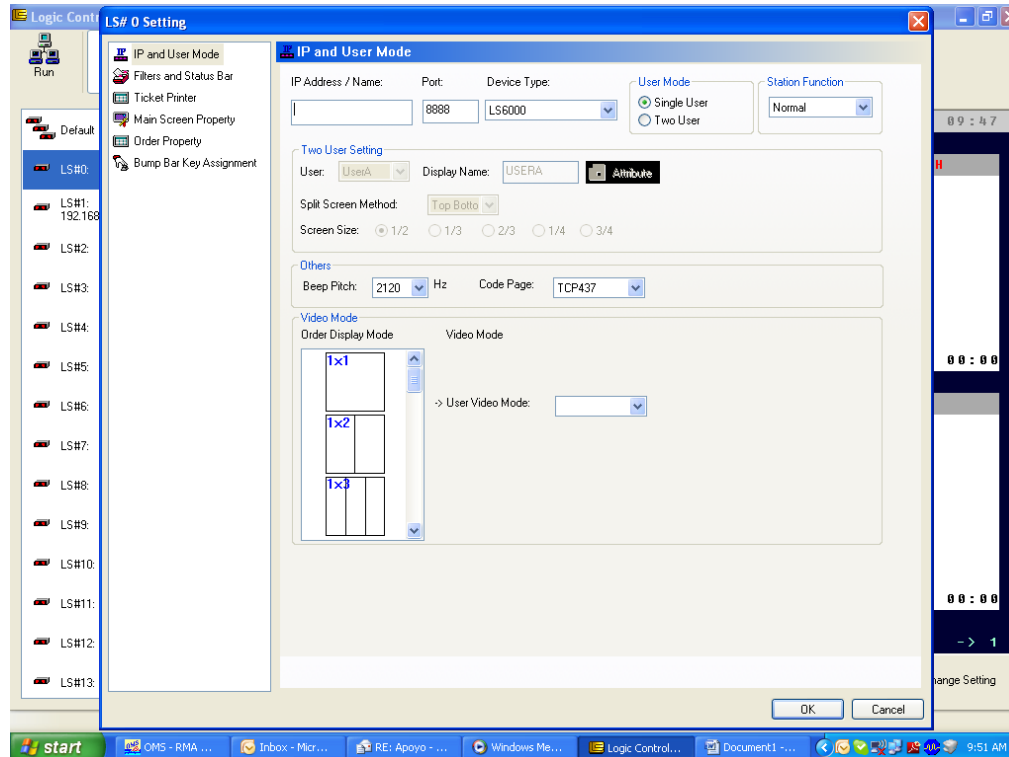 Logic Contr
LS# 0 Setting
Run
IP and User Mode
Filters and Status Bar
Ticket Printer
Main Screen Property
Order Property
Bump Bar Key Assignment
IP and User Mode
IP Address / Name: Port: Device Type:
8888 LS6000
User Mode
Single User
Two User
Station Function
Normal
Two User Setting
User: UserA Display Name: USERA Attribute
Split Screen Method: Top Botto
Screen Size: 1/2 1/3 2/3 1/4 3/4
Others
Beep Pitch: 2120 Hz Code Page: TCP437
Video Mode
Order Display Mode Video Mode
1x1
1x2
1x3
-> User Video Mode:
OK Cancel
Default
LS#0:
LS#1:
192.168
LS#2:
LS#3:
LS#4:
LS#5:
LS#6:
LS#7:
LS#8:
LS#9:
LS#10:
LS#11:
LS#12:
LS#13:
09:47
H
00:00
00:00
-> 1
ange Setting
start
OMS - RMA ...
Inbox - Micr...
RE: Apoyo - ...
Windows Me...
Logic Control...
Document1 - ...
9:51 AM